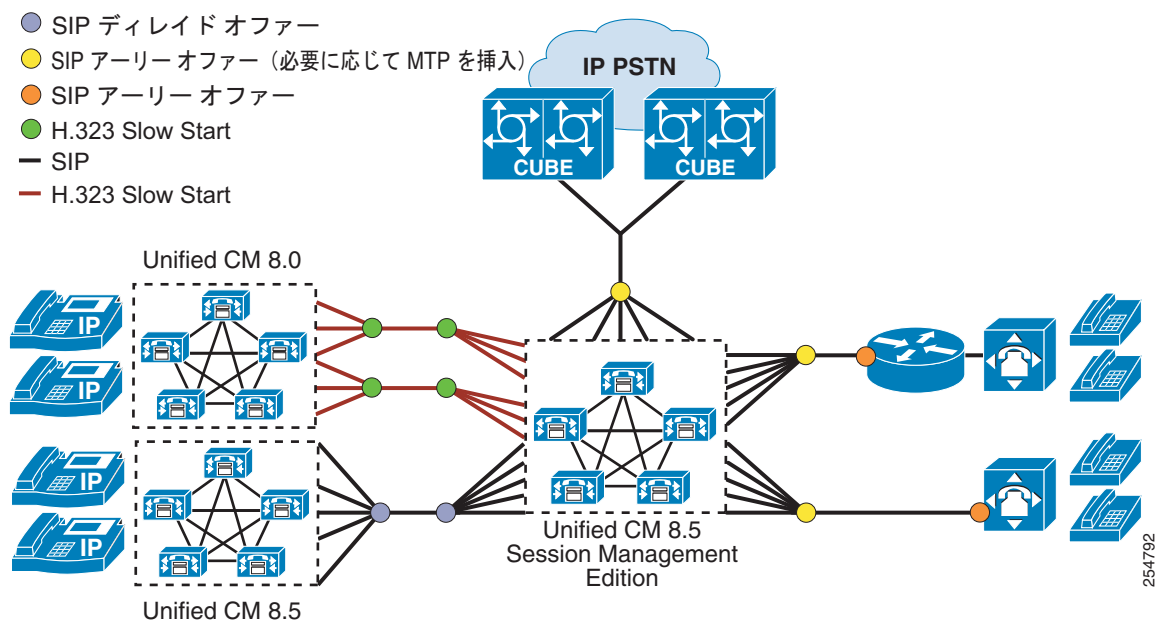 SIP ディレイド オファー
SIP アーリー オファー（必要に応じて MTP を挿入）
SIP アーリー オファー
H.323 Slow Start
SIP
H.323 Slow Start
IP PSTN
CUBE
CUBE
Unified CM 8.0
IP
IP
IP
IP
Unified CM 8.5
Unified CM 8.5
Session Management
Edition
254792